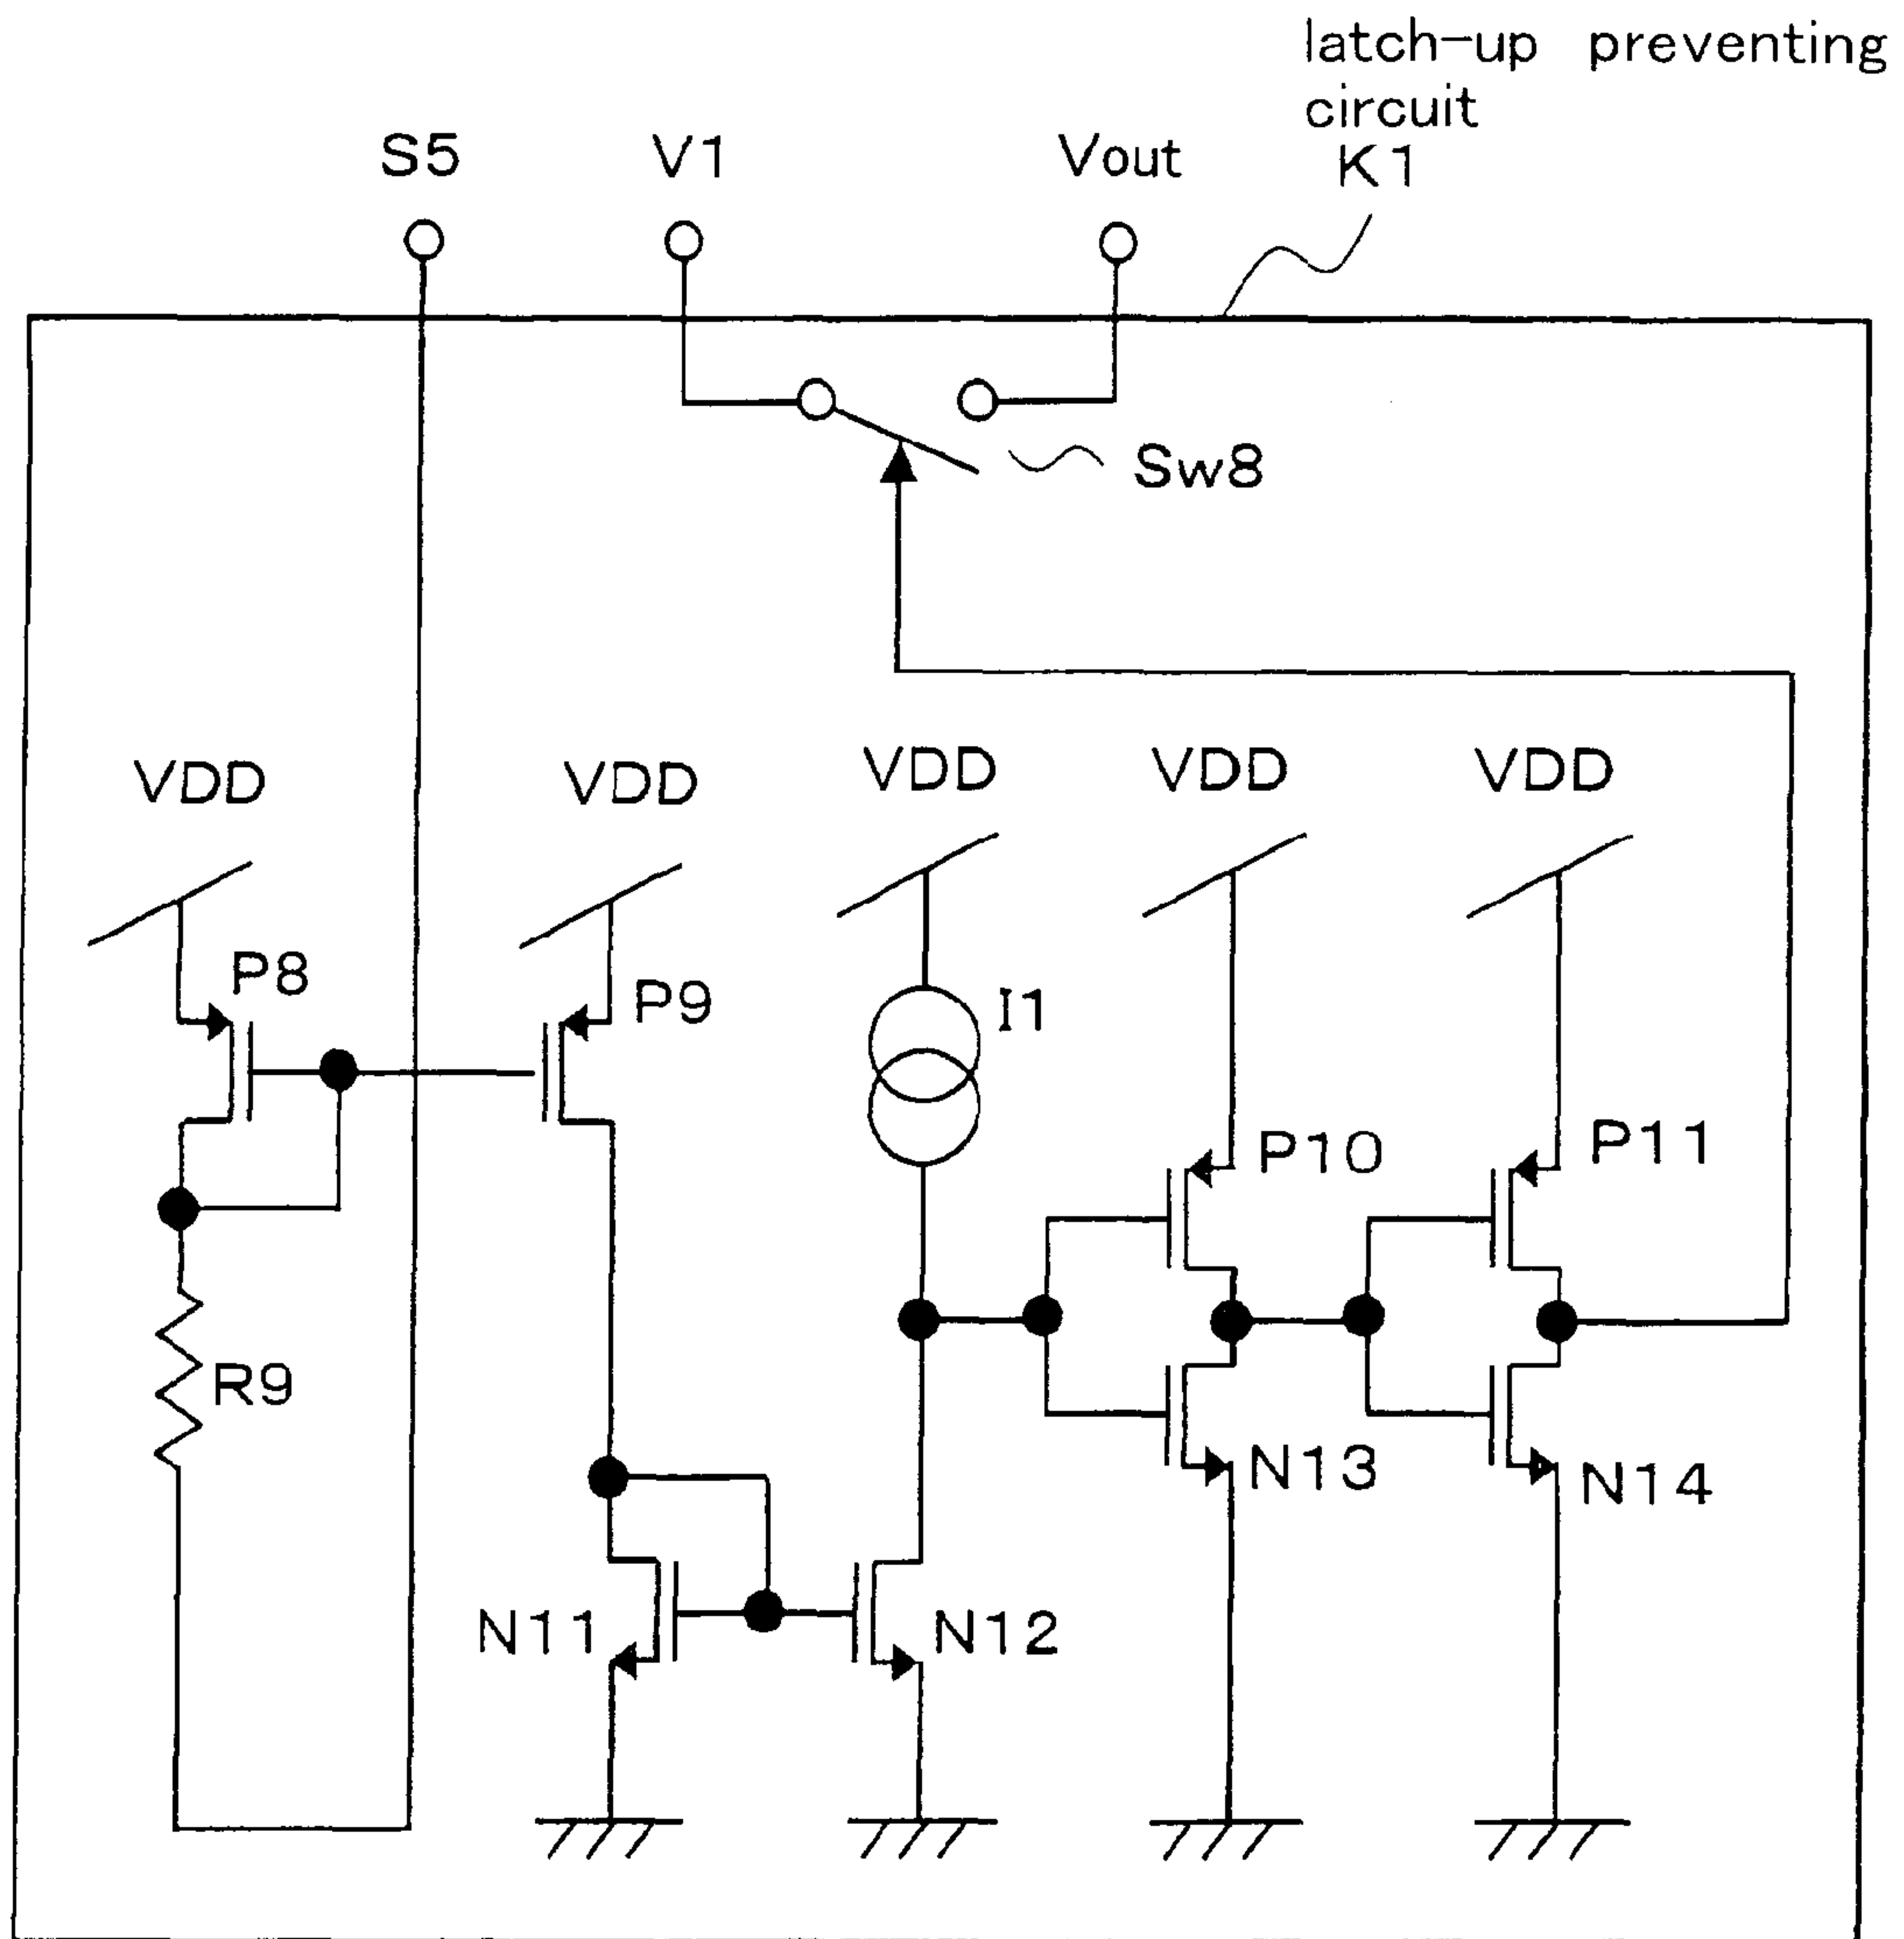 latch-up preventing
circuit
K1
S5
V1
Vout
Sw8
VDD
VDD
VDD
VDD
VDD
P8
P9
I1
P10
P11
R9
N13
N14
N11
N12